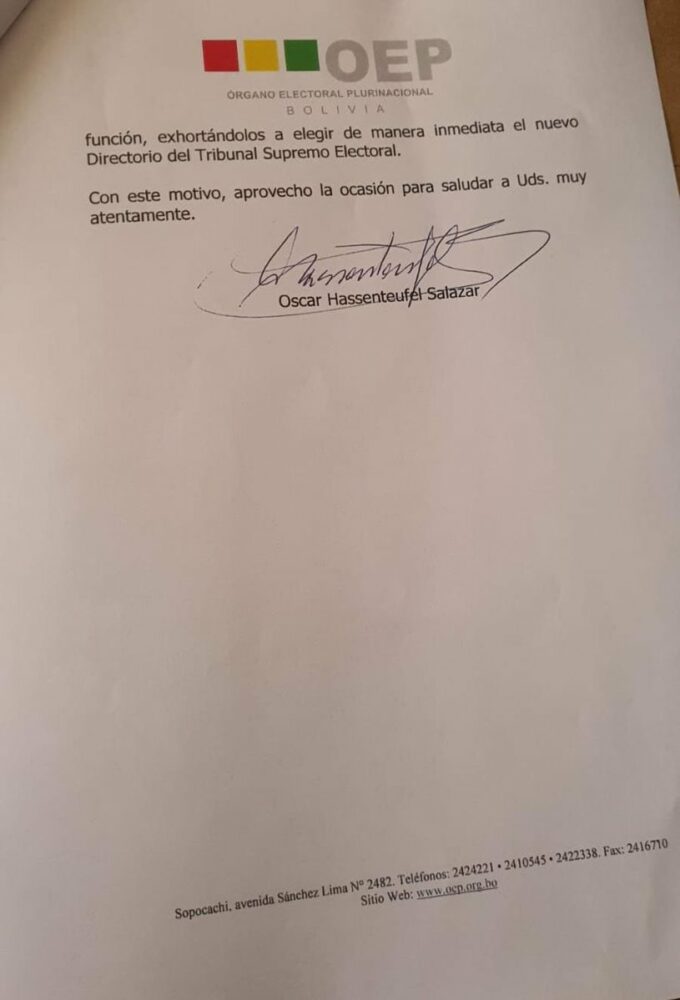 OEP
ÓRGANO ELECTORAL PLURINACIONAL
BOLIVIA
función, exhortándolos a elegir de manera inmediata el nuevo
Directorio del Tribunal Supremo Electoral.
Con este motivo, aprovecho la ocasión para saludar a Uds. muy
atentamente.
Oscar Hassenteufel Salazar
Sopocachi, avenida Sánchez Lima Nº 2482. Teléfonos: 2424221 • 2410545 • 2422338. Fax: 2416710
Sitio Web: www.oep.org.bo